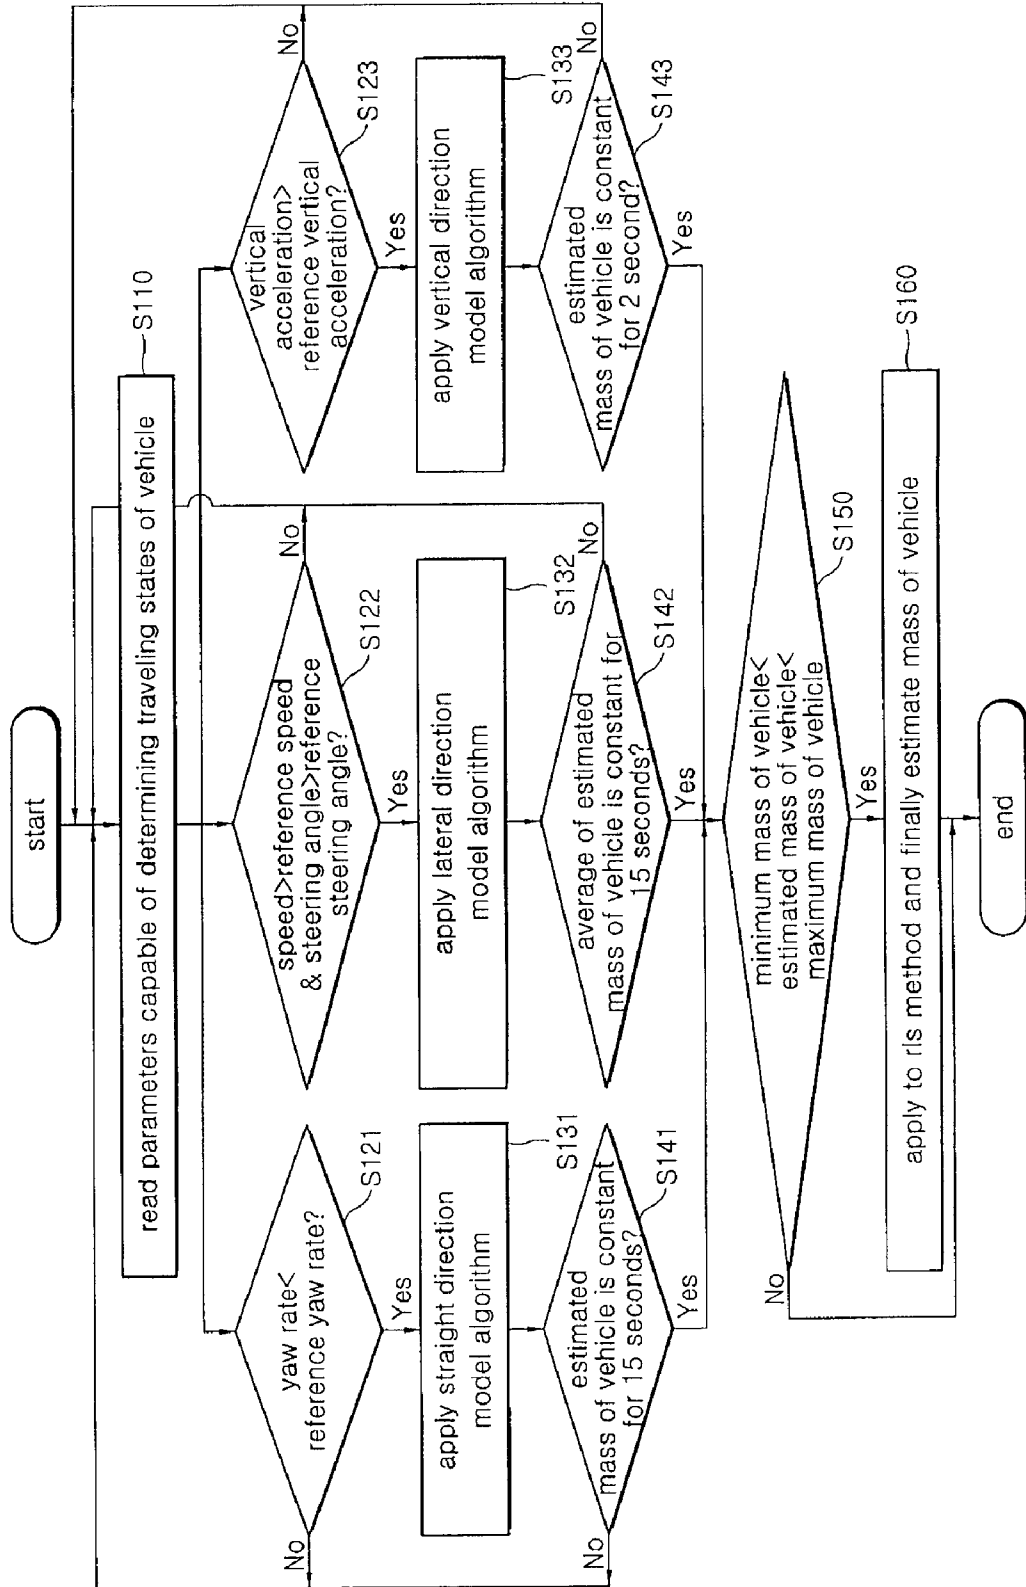 start
read parameters capable of determining traveling states of vehicle
S110
yaw rate<
reference yaw rate?
S121
No
Yes
speed>reference speed
& steering angle>reference
steering angle?
S122
No
Yes
vertical
acceleration>
reference vertical
acceleration?
S123
No
Yes
apply straight direction
model algorithm
S131
apply lateral direction
model algorithm
S132
apply vertical direction
model algorithm
S133
estimated
mass of vehicle is constant
for 15 seconds?
S141
No
Yes
average of estimated
mass of vehicle is constant for
15 seconds?
S142
No
Yes
estimated
mass of vehicle is constant
for 2 second?
S143
No
Yes
minimum mass of vehicle<
estimated mass of vehicle<
maximum mass of vehicle
S150
No
Yes
apply to rls method and finally estimate mass of vehicle
S160
end